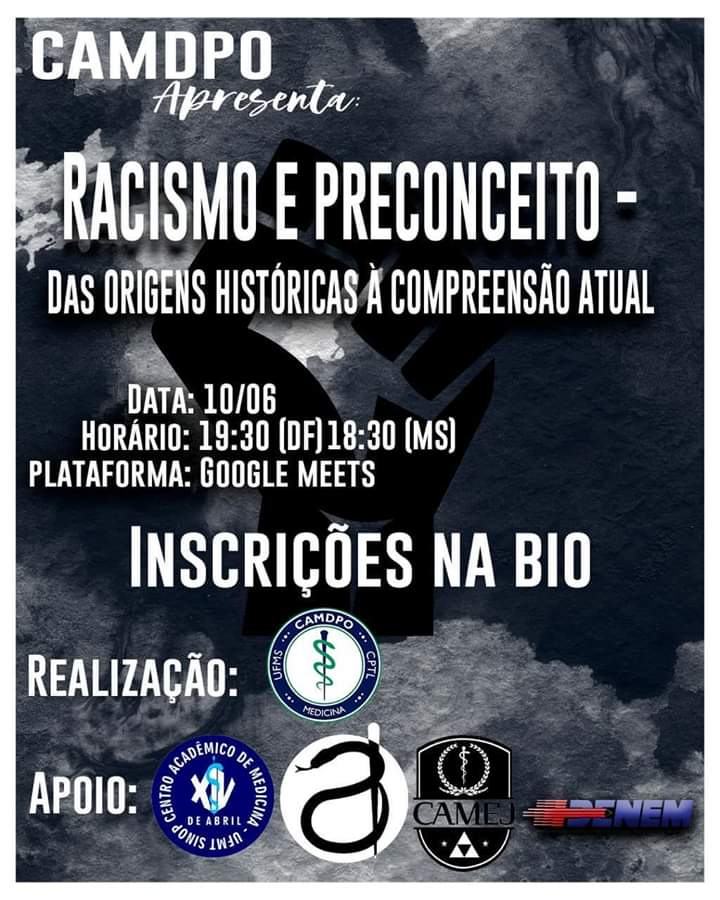 CAMDPO
Apresenta:
RACISMO E PRECONCEITO -
DAS ORIGENS HISTÓRICAS À COMPREENSÃO ATUAL
DATA: 10/06
HORÁRIO: 19:30 (DF) 18:30 (MS)
PLATAFORMA: GOOGLE MEETS
INSCRIÇÕES NA BIO
REALIZAÇÃO:
UFMS CAMDPO CPTL
MEDICINA
APOIO:
CENTRO ACADÊMICO DE MEDICINA - UFMT SINOP
XIV
DE ABRIL
CAMEJ
DENEM